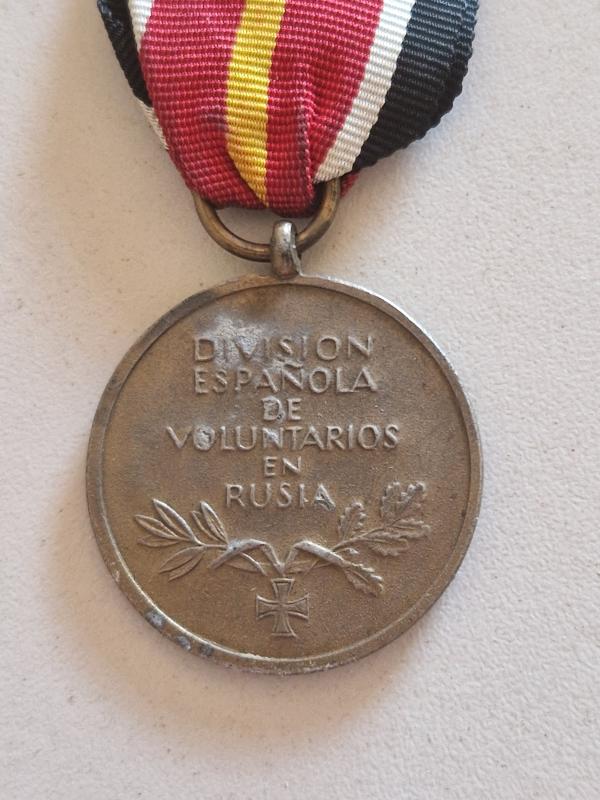 DIVISION
ESPAÑOLA
DE
VOLUNTARIOS
EN
RUSIA